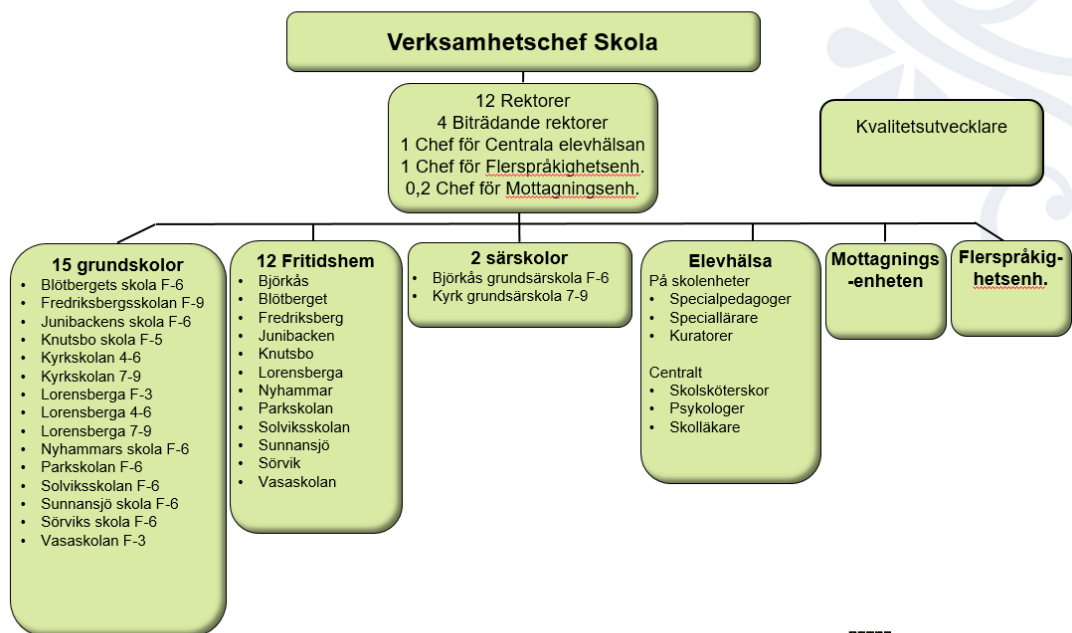 Verksamhetschef Skola
12 Rektorer
4 Biträdande rektorer
1 Chef för Centrala elevhälsan
1 Chef för Flerspråkighetsenh.
0,2 Chef för Mottagningsenh.
Kvalitetsutvecklare
15 grundskolor
• Blötbergets skola F-6
• Fredriksbergsskolan F-9
• Junibackens skola F-6
• Knutsbo skola F-5
• Kyrkskolan 4-6
• Kyrkskolan 7-9
• Lorensberga F-3
• Lorensberga 4-6
• Lorensberga 7-9
• Nyhammars skola F-6
• Parkskolan F-6
• Solviksskolan F-6
• Sunnansjö skola F-6
• Sörviks skola F-6
• Vasaskolan F-3
12 Fritidshem
• Björkås
• Blötberget
• Fredriksberg
• Junibacken
• Knutsbo
• Lorensberga
• Nyhammar
• Parkskolan
• Solviksskolan
• Sunnansjö
• Sörvik
• Vasaskolan
2 särskolor
• Björkås grundsärskola F-6
• Kyrk grundsärskola 7-9
Elevhälsa
På skolenheter
• Specialpedagoger
• Speciallärare
• Kuratorer
Centralt
• Skolsköterskor
• Psykologer
• Skolläkare
Mottagnings
-enheten
Flerspråkig-
hetsenh.
-----